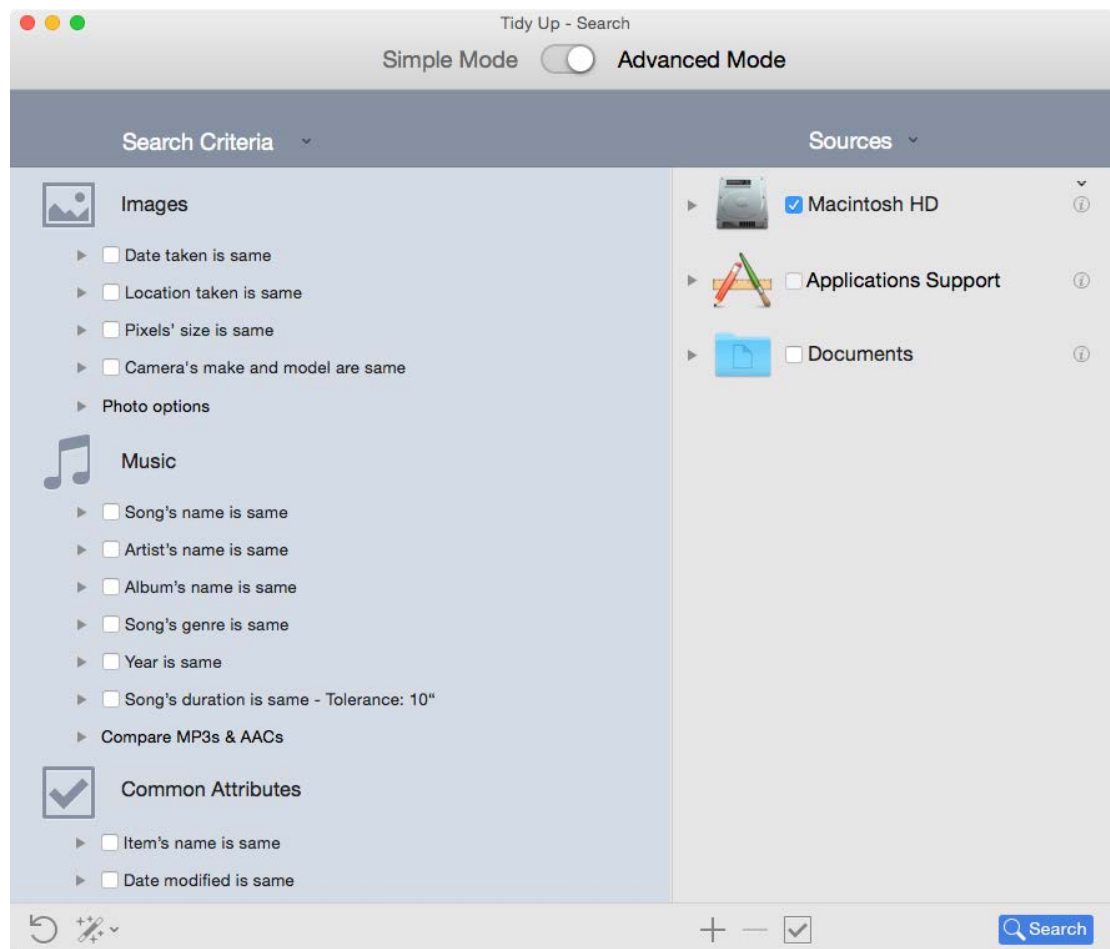 Tidy Up - Search
Simple Mode Advanced Mode
Search Criteria
Sources
Images
Date taken is same
Location taken is same
Pixels' size is same
Camera's make and model are same
Photo options
Music
Song's name is same
Artist's name is same
Album's name is same
Song's genre is same
Year is same
Song's duration is same - Tolerance: 10“
Compare MP3s & AACs
Common Attributes
Item's name is same
Date modified is same
Macintosh HD
Applications Support
Documents
Search